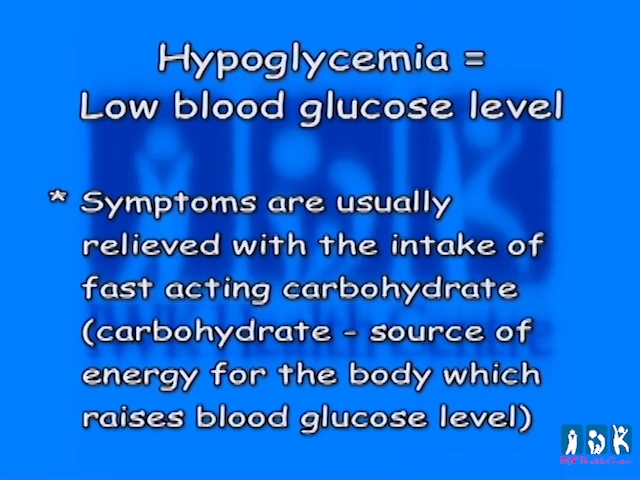 Hypoglycemia =
Low blood glucose level
* Symptoms are usually
relieved with the intake of
fast acting carbohydrate
(carbohydrate - source of
energy for the body which
raises blood glucose level)